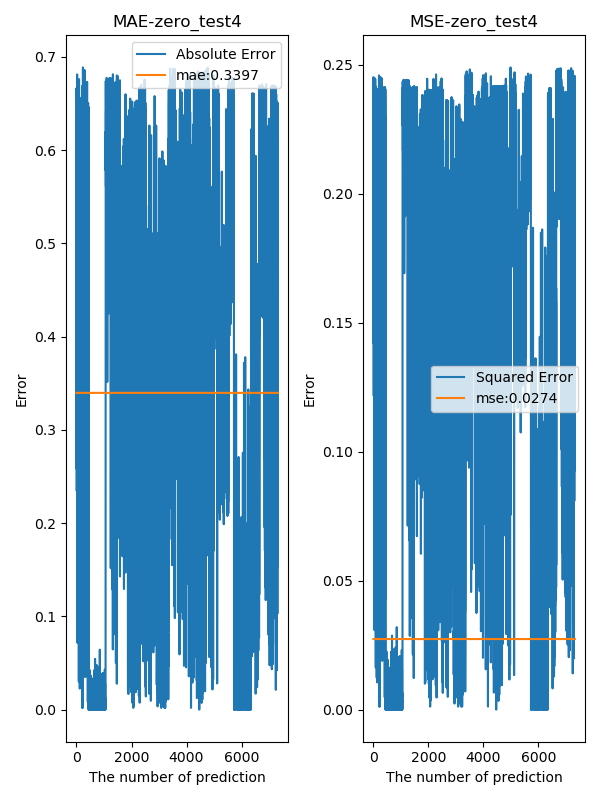 MAE-zero_test4
Absolute Error
mae:0.3397
0.7
0.6
0.5
0.4
0.3
0.2
0.1
0.0
Error
0 2000 4000 6000
The number of prediction
MSE-zero_test4
Squared Error
mse:0.0274
0.25
0.20
0.15
0.10
0.05
0.00
Error
0 2000 4000 6000
The number of prediction